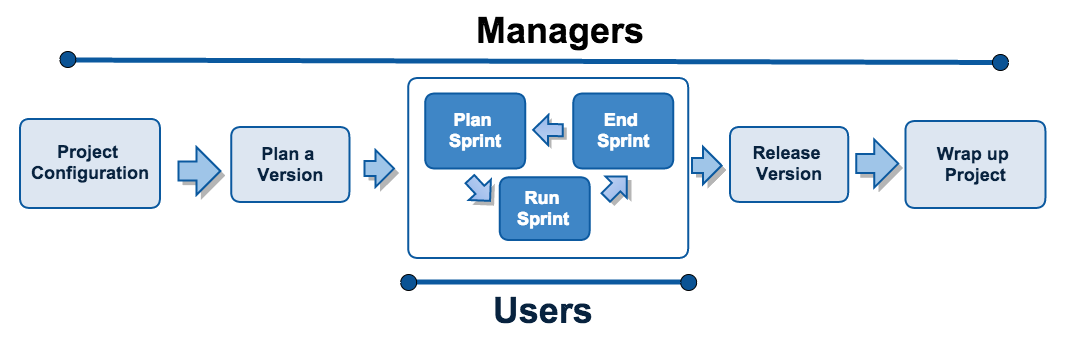 Managers
Project
Configuration
Plan a
Version
Plan
Sprint
End
Sprint
Run
Sprint
Release
Version
Wrap up
Project
Users